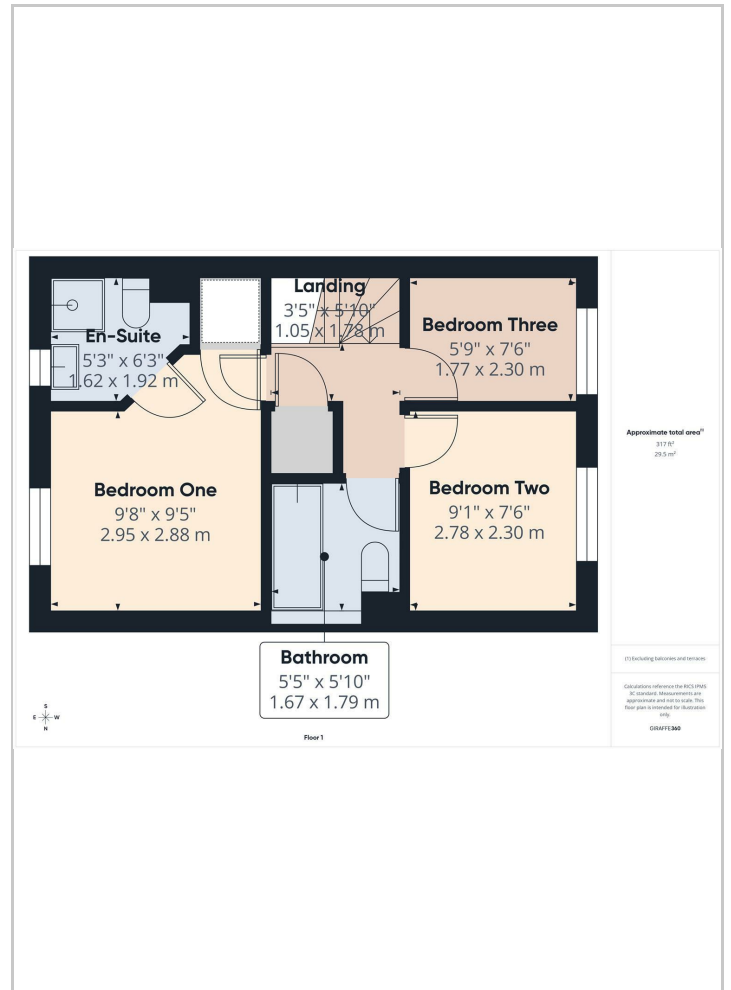 Landing
3'5" x 5'10"
1.05 x 1.78 m
En-Suite
5'3" x 6'3"
1.62 x 1.92 m
Bedroom Three
5'9" x 7'6"
1.77 x 2.30 m
Bedroom One
9'8" x 9'5"
2.95 x 2.88 m
Bedroom Two
9'1" x 7'6"
2.78 x 2.30 m
Bathroom
5'5" x 5'10"
1.67 x 1.79 m
S
E W
N
Floor 1
Approximate total area⁽¹⁾
317 ft²
29.5 m²
(1) Excluding balconies and terraces
Calculations reference the RICS IPMS
3C standard. Measurements are
approximate and not to scale. This
floor plan is intended for illustration
only.
GIRAFFE360